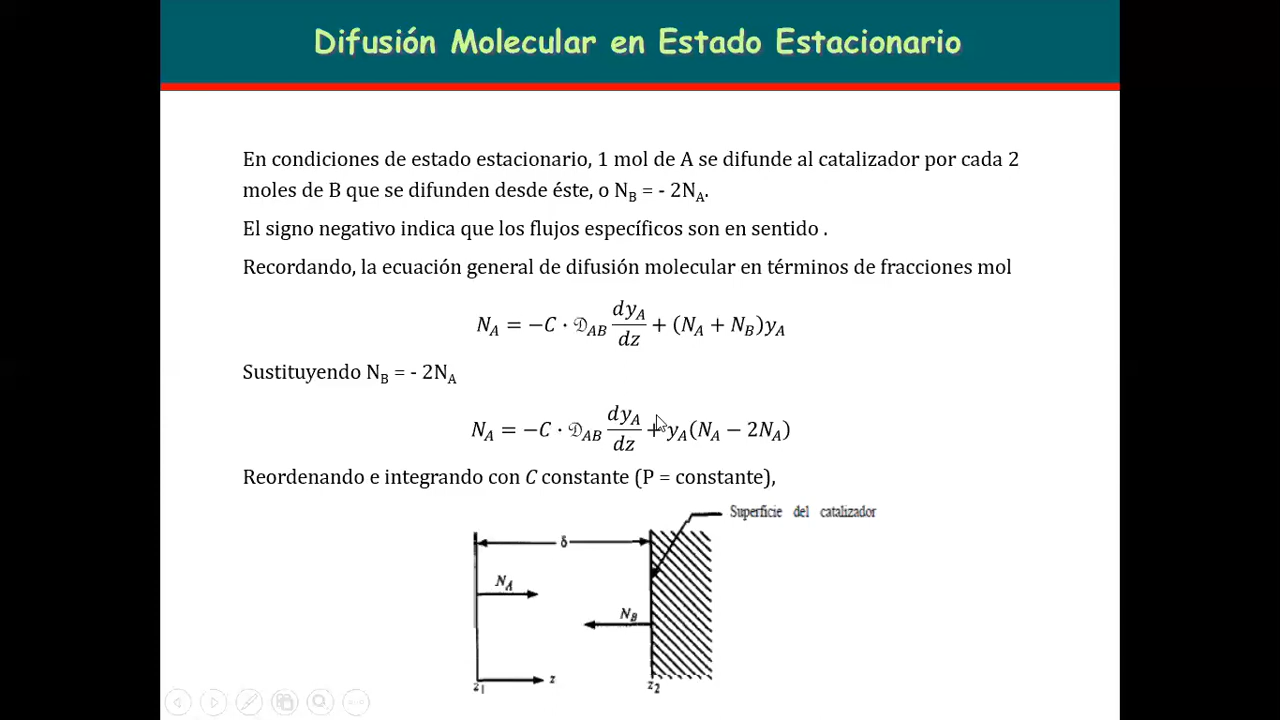 Difusión Molecular en Estado Estacionario
En condiciones de estado estacionario, 1 mol de A se difunde al catalizador por cada 2
moles de B que se difunden desde éste, o N_B = - 2N_A.
El signo negativo indica que los flujos específicos son en sentido .
Recordando, la ecuación general de difusión molecular en términos de fracciones mol
N_A = −C · 𝔇_AB dy_A/dz + (N_A + N_B)y_A
Sustituyendo N_B = - 2N_A
N_A = −C · 𝔇_AB dy_A/dz + y_A(N_A − 2N_A)
Reordenando e integrando con C constante (P = constante),
Superficie del catalizador
δ
N_A
N_B
z
z_1
z_2